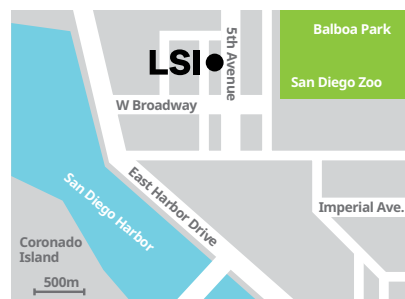 Balboa Park
5th Avenue
LSI
San Diego Zoo
W Broadway
East Harbor Drive
San Diego Harbor
Imperial Ave.
Coronado
Island
500m